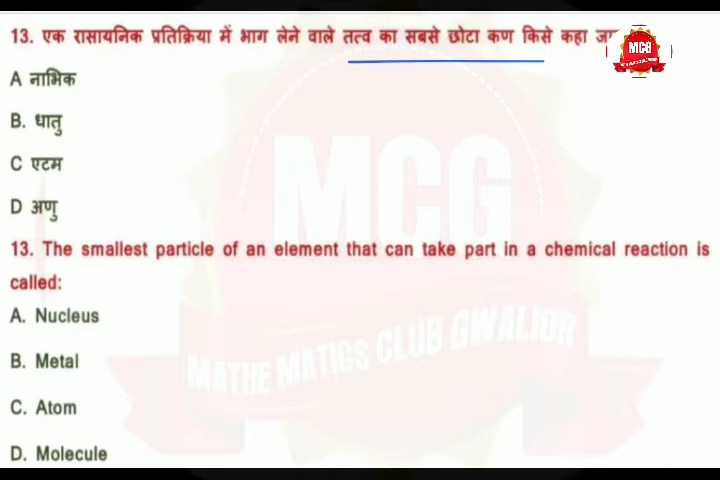 13. एक रासायनिक प्रतिक्रिया में भाग लेने वाले तत्व का सबसे छोटा कण किसे कहा
MCG
A नाभिक
B. धातु
C एटम
D अणु
MCG
13. The smallest particle of an element that can take part in a chemical reaction is
called:
A. Nucleus
B. Metal
C. Atom
D. Molecule
MATHE MATICS CLUB GWALIOR